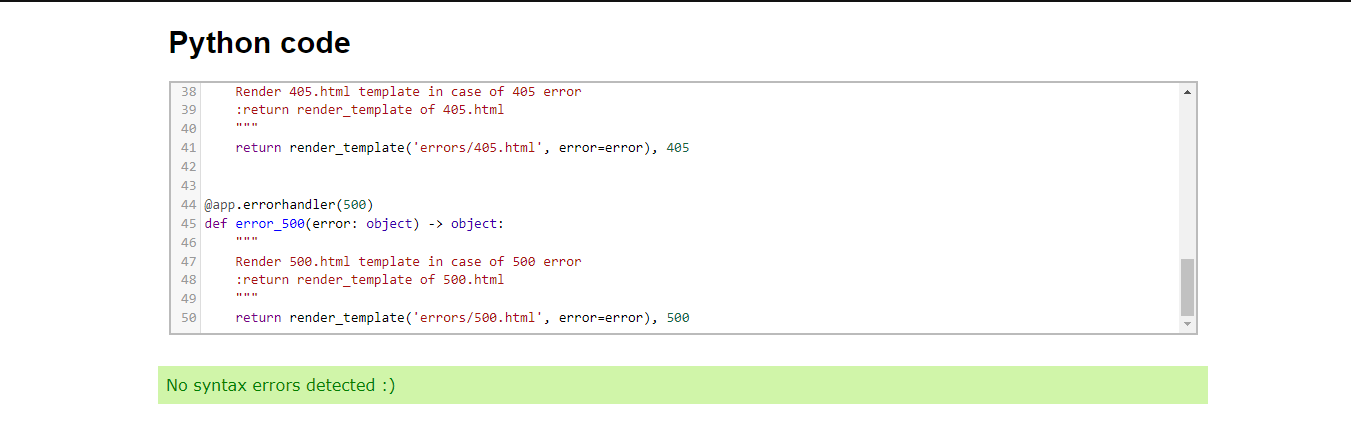 Python code
38     Render 405.html template in case of 405 error
39     :return render_template of 405.html
40     """
41     return render_template('errors/405.html', error=error), 405
42
43
44 @app.errorhandler(500)
45 def error_500(error: object) -> object:
46     """
47     Render 500.html template in case of 500 error
48     :return render_template of 500.html
49     """
50     return render_template('errors/500.html', error=error), 500
No syntax errors detected :)